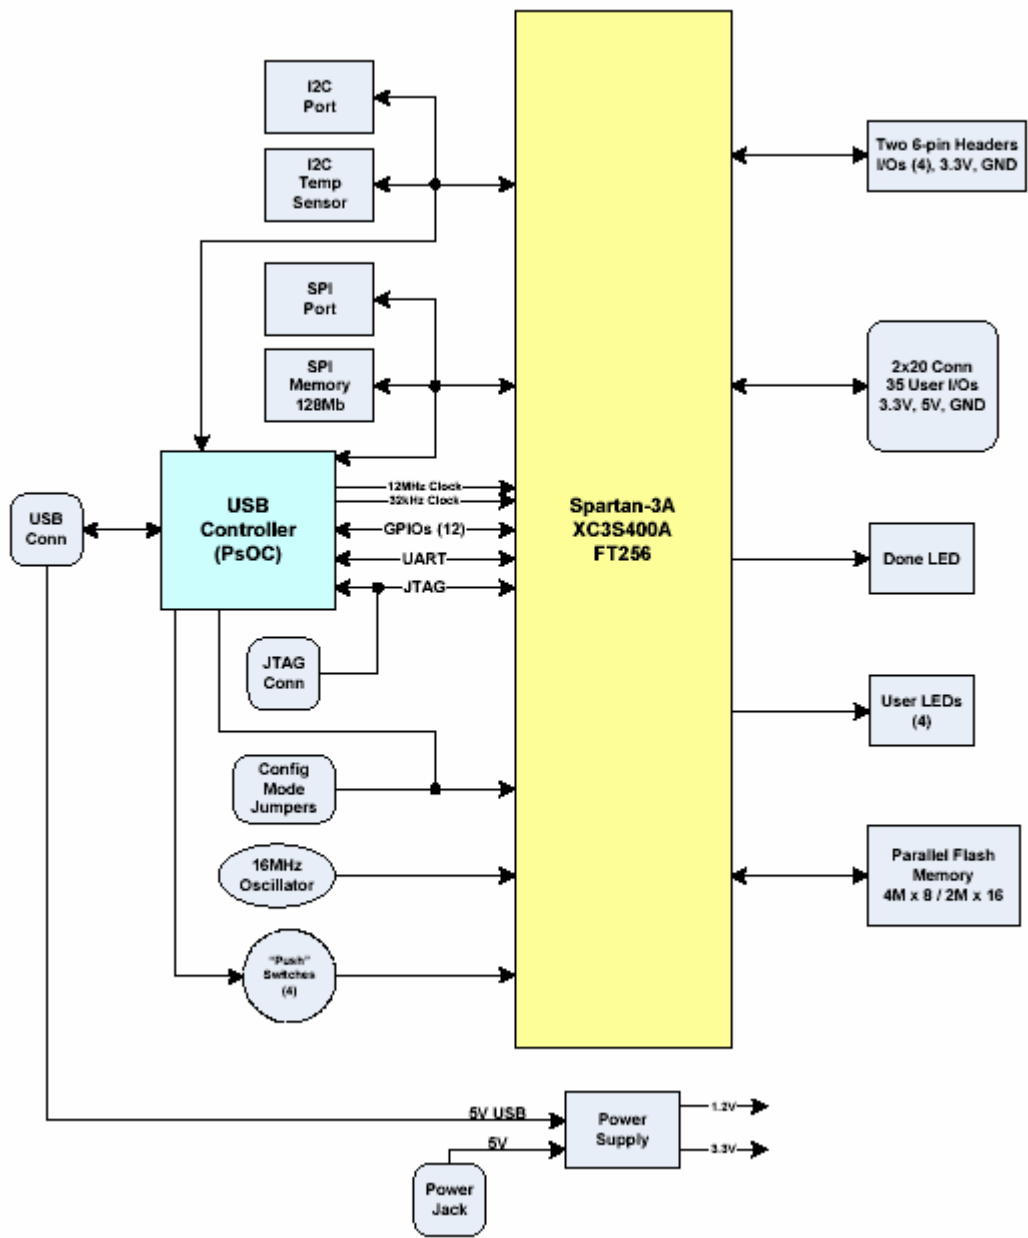 I2C
Port
I2C
Temp
Sensor
Two 6-pin Headers
I/Os (4), 3.3V, GND
SPI
Port
SPI
Memory
128Mb
2x20 Conn
35 User I/Os
3.3V, 5V, GND
USB
Conn
USB
Controller
(PsOC)
12MHz Clock
32kHz Clock
GPIOs (12)
UART
JTAG
Spartan-3A
XC3S400A
FT256
Done LED
JTAG
Conn
User LEDs
(4)
Config
Mode
Jumpers
16MHz
Oscillator
Parallel Flash
Memory
4M x 8 / 2M x 16
"Push"
Switches
(4)
5V USB
5V
Power
Supply
1.2V
3.3V
Power
Jack